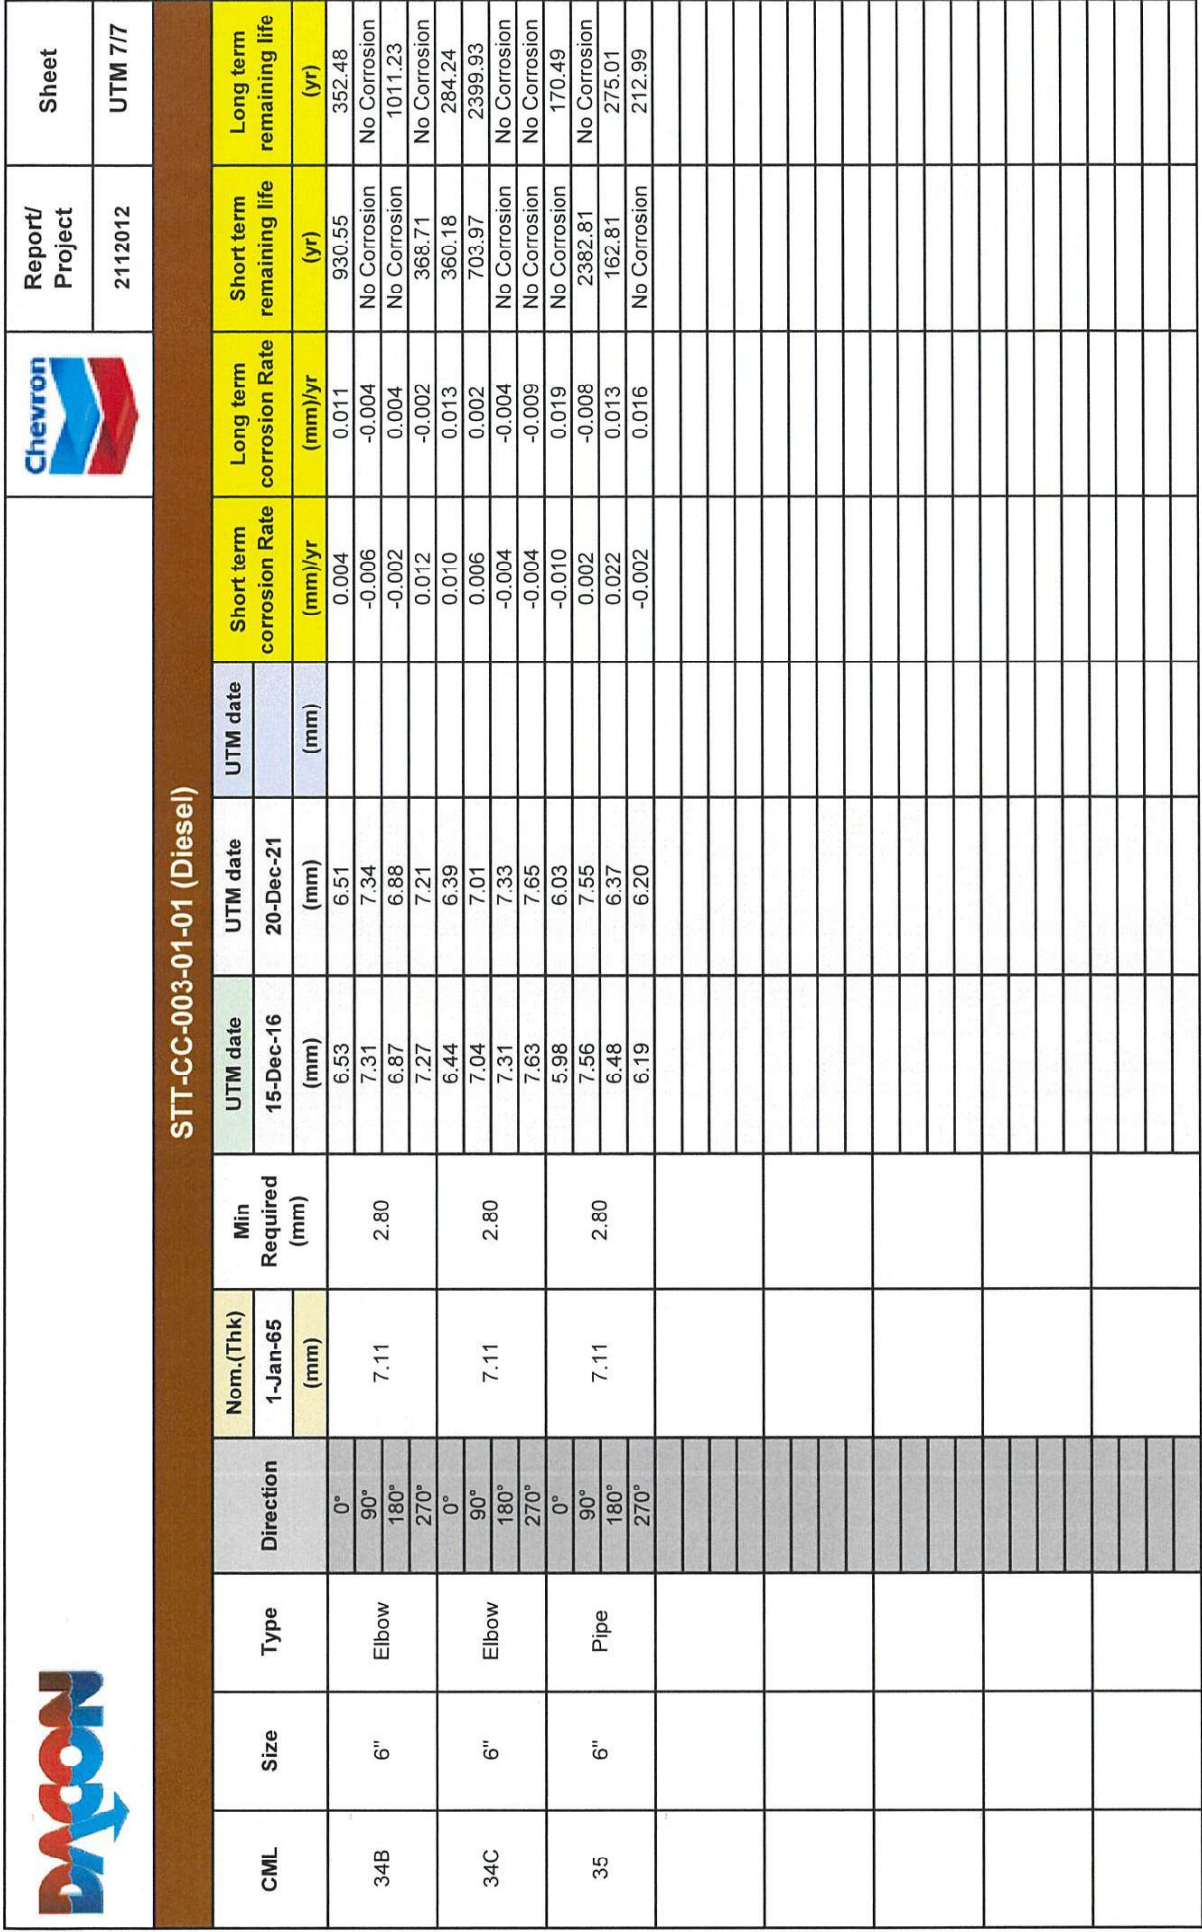 DACON
Chevron
Report/ Project
Sheet
2112012
UTM 7/7
STT-CC-003-01-01 (Diesel)
CML Size Type Direction Nom.(Thk) Min Required (mm) UTM date UTM date UTM date Short term corrosion Rate Long term corrosion Rate Short term remaining life Long term remaining life
1-Jan-65 15-Dec-16 20-Dec-21
(mm) (mm) (mm) (mm) (mm)/yr (mm)/yr (yr) (yr)
34B 6" Elbow 7.11 2.80
0° 6.53 6.51 0.004 0.011 930.55 352.48
90° 7.31 7.34 -0.006 -0.004 No Corrosion No Corrosion
180° 6.87 6.88 -0.002 0.004 No Corrosion 1011.23
270° 7.27 7.21 0.012 -0.002 368.71 No Corrosion
34C 6" Elbow 7.11 2.80
0° 6.44 6.39 0.010 0.013 360.18 284.24
90° 7.04 7.01 0.006 0.002 703.97 2399.93
180° 7.31 7.33 -0.004 -0.004 No Corrosion No Corrosion
270° 7.63 7.65 -0.004 -0.009 No Corrosion No Corrosion
35 6" Pipe 7.11 2.80
0° 5.98 6.03 -0.010 0.019 No Corrosion 170.49
90° 7.56 7.55 0.002 -0.008 2382.81 No Corrosion
180° 6.48 6.37 0.022 0.013 162.81 275.01
270° 6.19 6.20 -0.002 0.016 No Corrosion 212.99